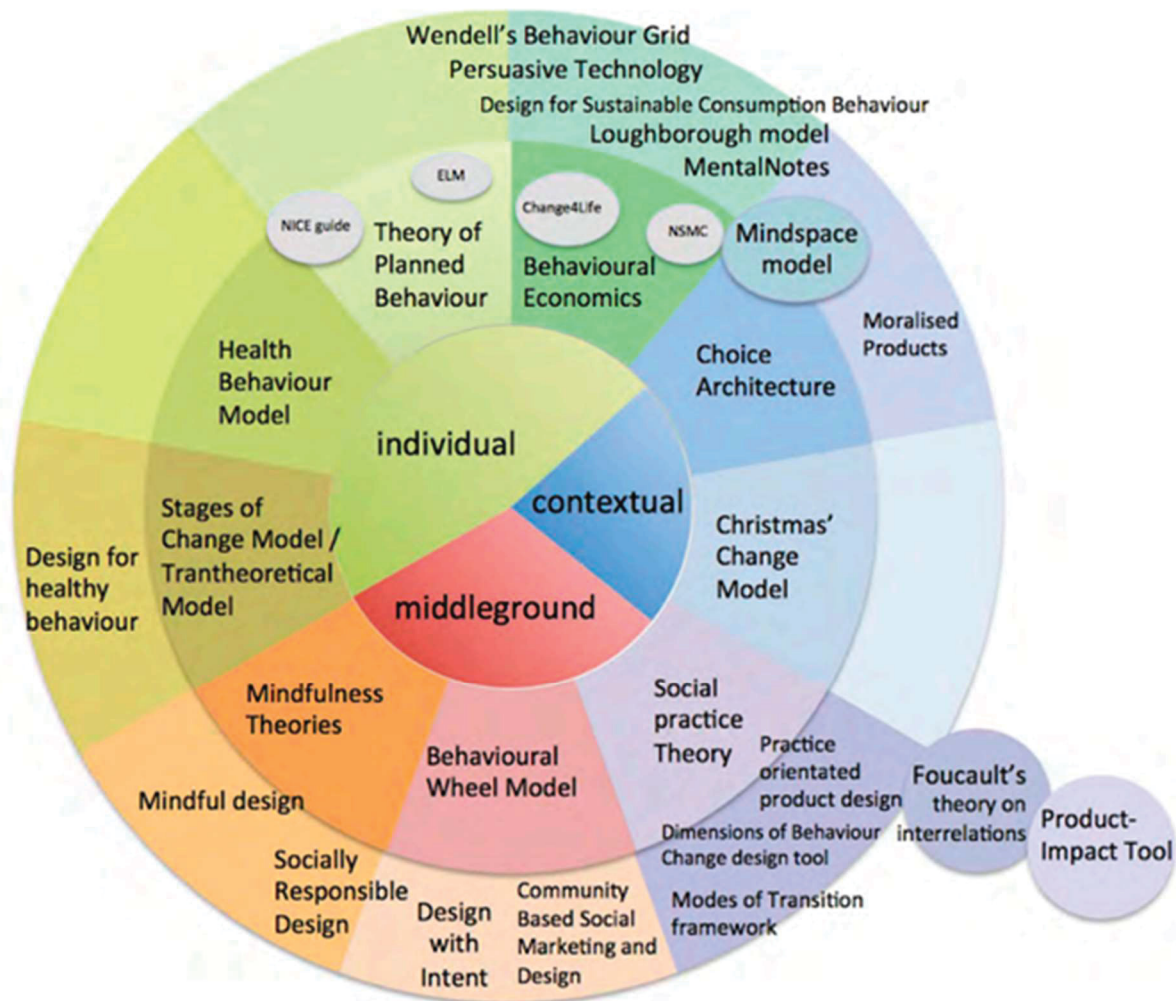 Wendell's Behaviour Grid
Persuasive Technology
Design for Sustainable Consumption Behaviour
Loughborough model
MentalNotes
ELM
NICE guide
Theory of
Planned
Behaviour
Change4Life
NSMC
Behavioural
Economics
Mindspace
model
Moralised
Products
Health
Behaviour
Model
Choice
Architecture
individual
contextual
middleground
Stages of
Change Model /
Trantheoretical
Model
Design for
healthy
behaviour
Christmas'
Change
Model
Mindfulness
Theories
Behavioural
Wheel Model
Social
practice
Theory
Practice
orientated
product design
Foucault's
theory on
interrelations
Product-
Impact Tool
Mindful design
Dimensions of Behaviour
Change design tool
Modes of Transition
framework
Socially
Responsible
Design
Design
with
Intent
Community
Based Social
Marketing and
Design